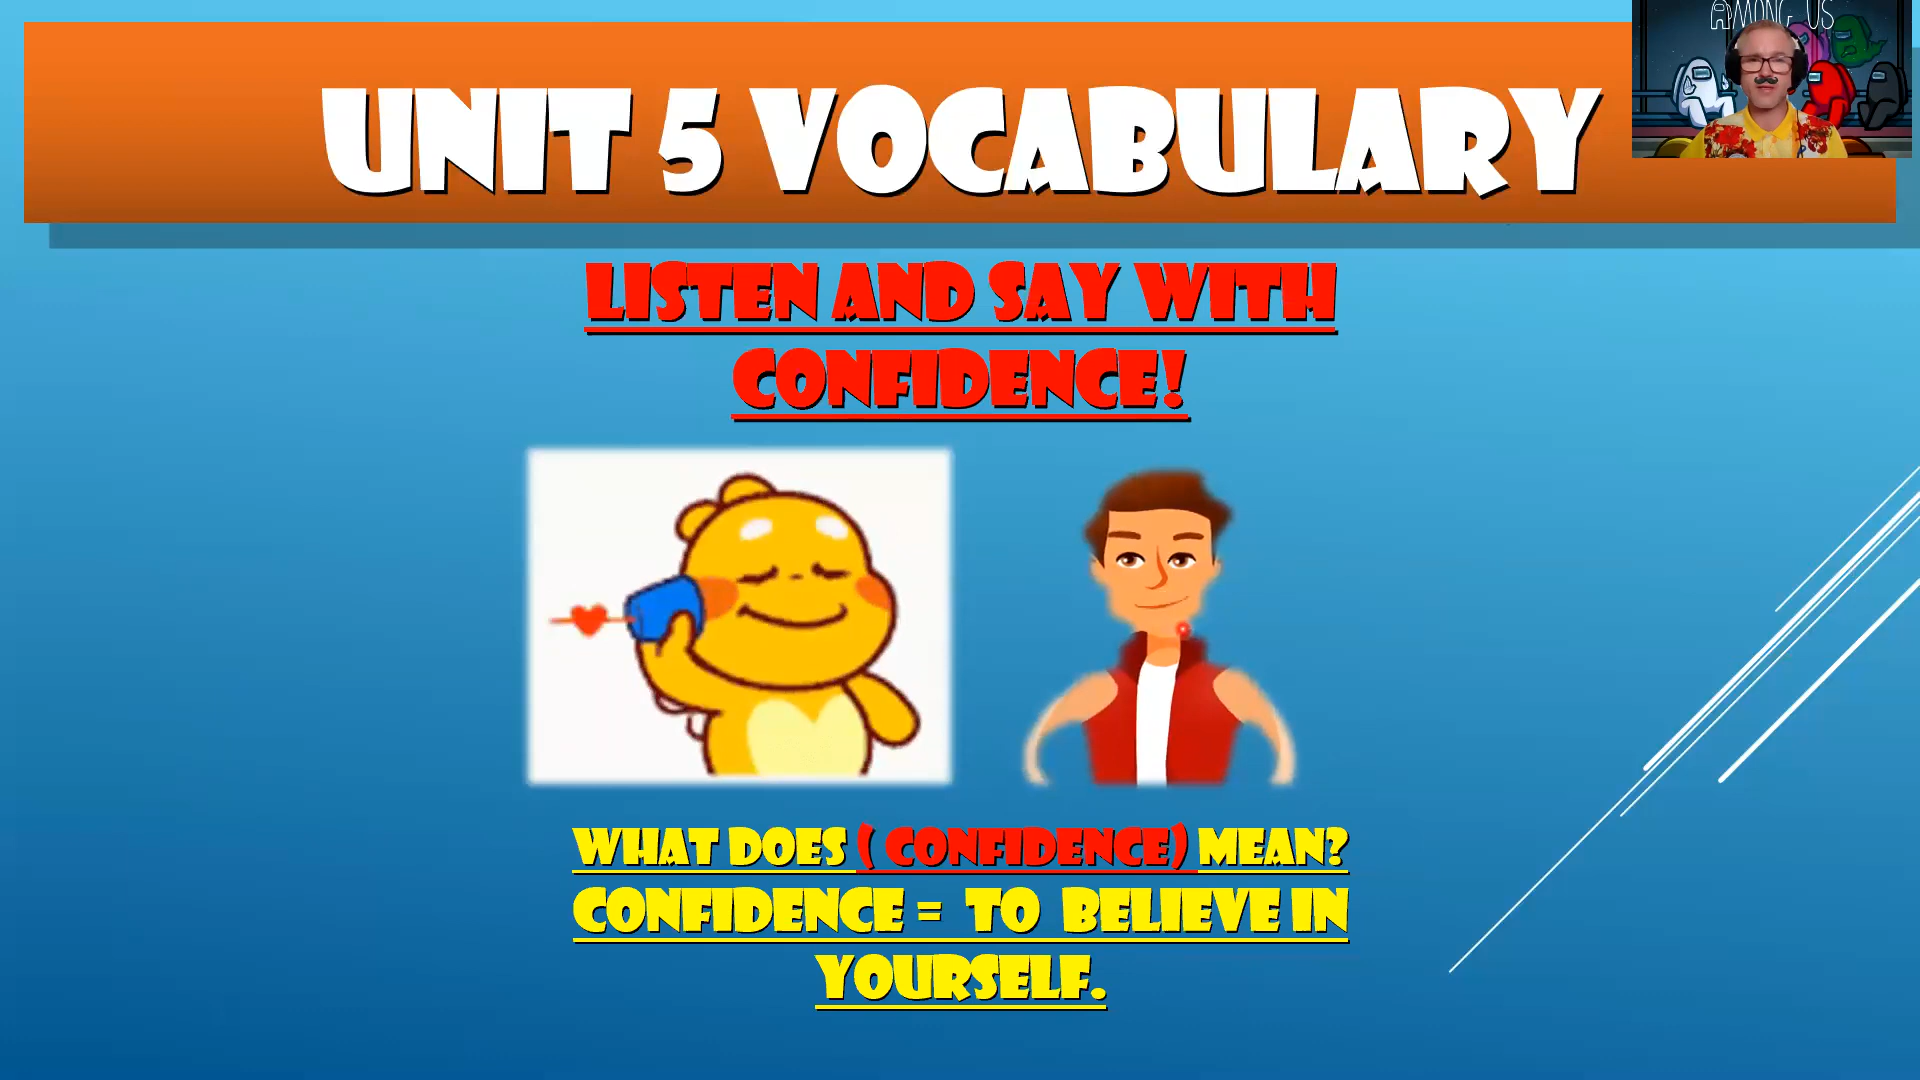 AMONG US
UNIT 5 VOCABULARY
LISTEN AND SAY WITH
CONFIDENCE!
WHAT DOES ( CONFIDENCE) MEAN?
CONFIDENCE = TO BELIEVE IN
YOURSELF.